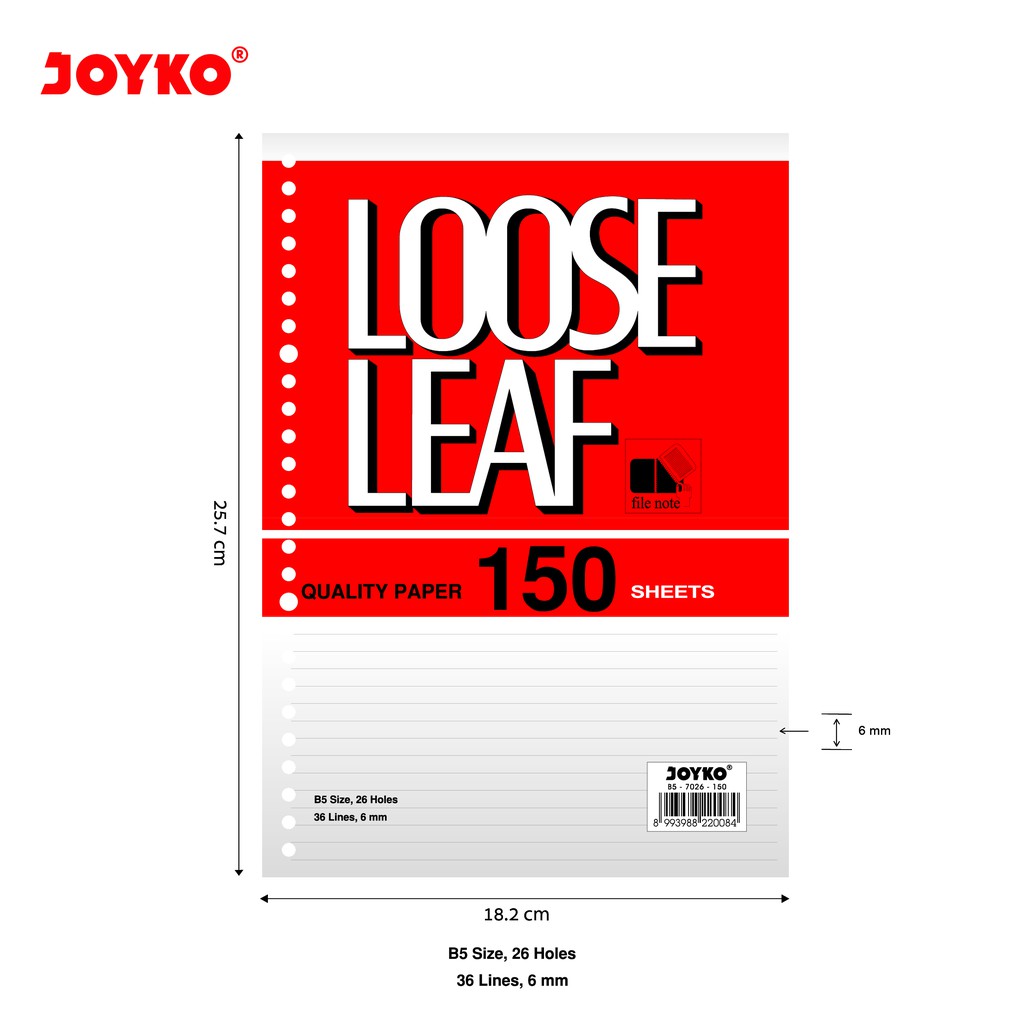 JOYKO®
LOOSE
LEAF
file note
25.7 cm
QUALITY PAPER 150 SHEETS
6 mm
JOYKO®
B5 - 7026 - 150
8 993988 220084
B5 Size, 26 Holes
36 Lines, 6 mm
18.2 cm
B5 Size, 26 Holes
36 Lines, 6 mm